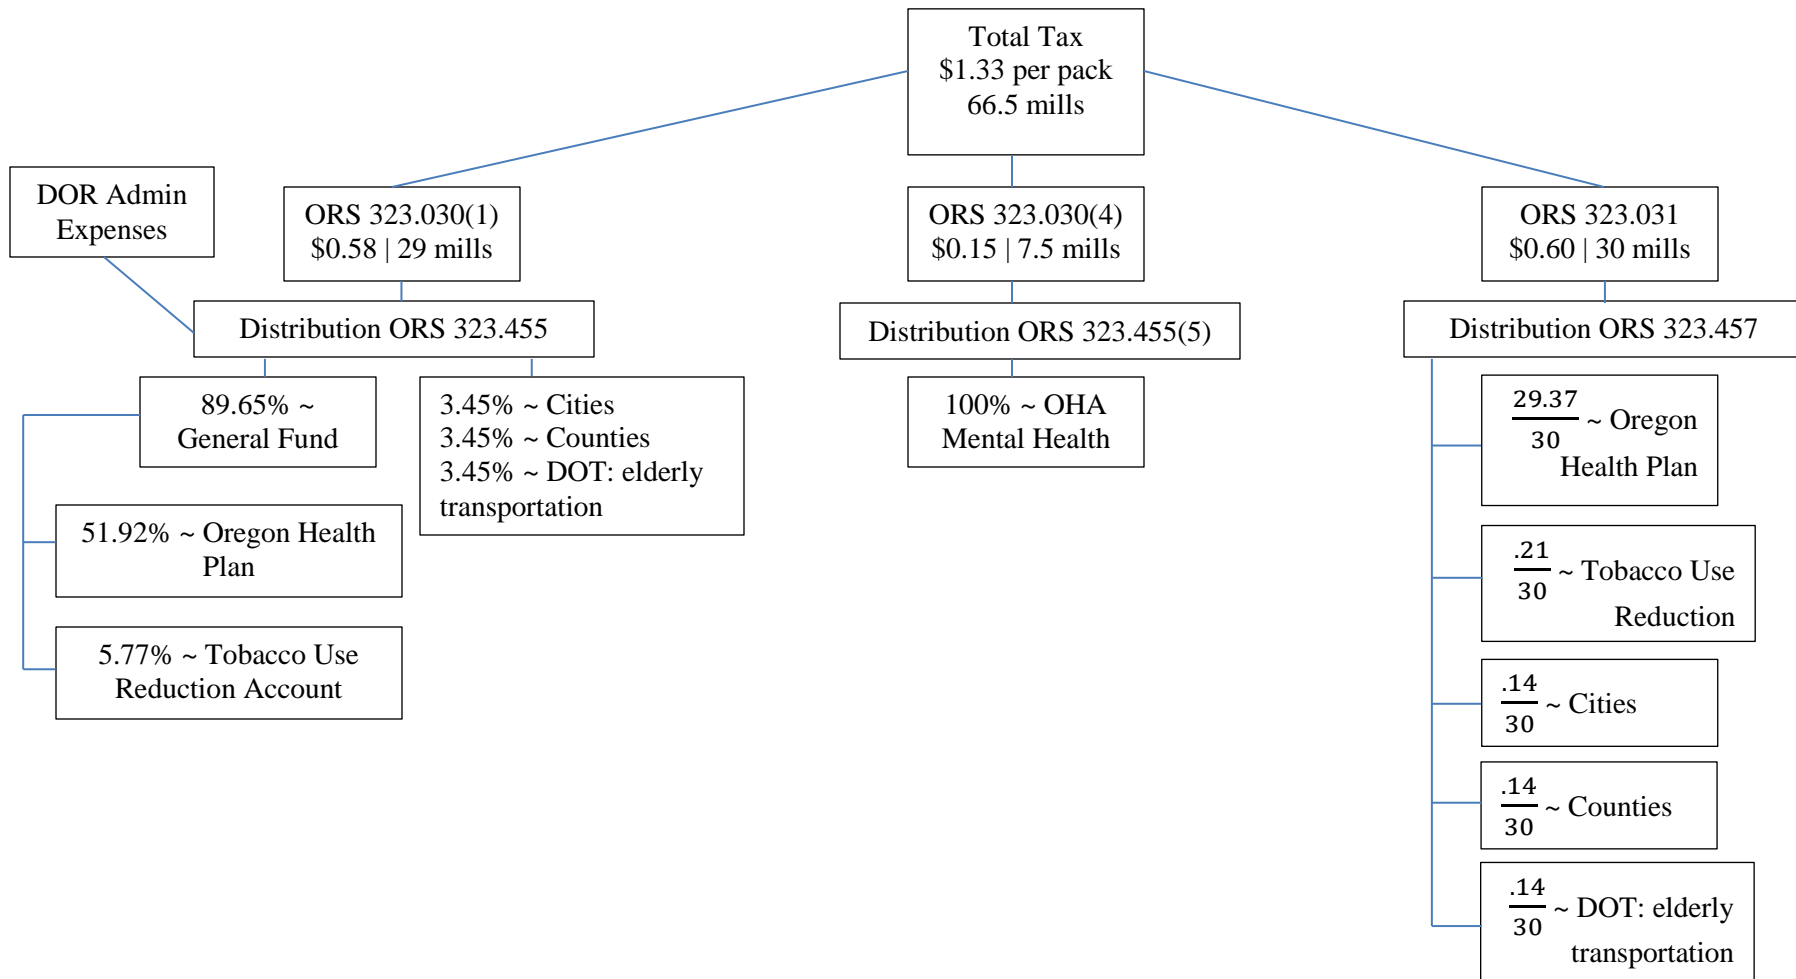 Total Tax
$1.33 per pack
66.5 mills
DOR Admin
Expenses
ORS 323.030(1)
$0.58 | 29 mills
ORS 323.030(4)
$0.15 | 7.5 mills
ORS 323.031
$0.60 | 30 mills
Distribution ORS 323.455
Distribution ORS 323.455(5)
Distribution ORS 323.457
89.65% ~
General Fund
3.45% ~ Cities
3.45% ~ Counties
3.45% ~ DOT: elderly
transportation
100% ~ OHA
Mental Health
51.92% ~ Oregon Health
Plan
5.77% ~ Tobacco Use
Reduction Account
29.37/30 ~ Oregon
Health Plan
.21/30 ~ Tobacco Use
Reduction
.14/30 ~ Cities
.14/30 ~ Counties
.14/30 ~ DOT: elderly
transportation